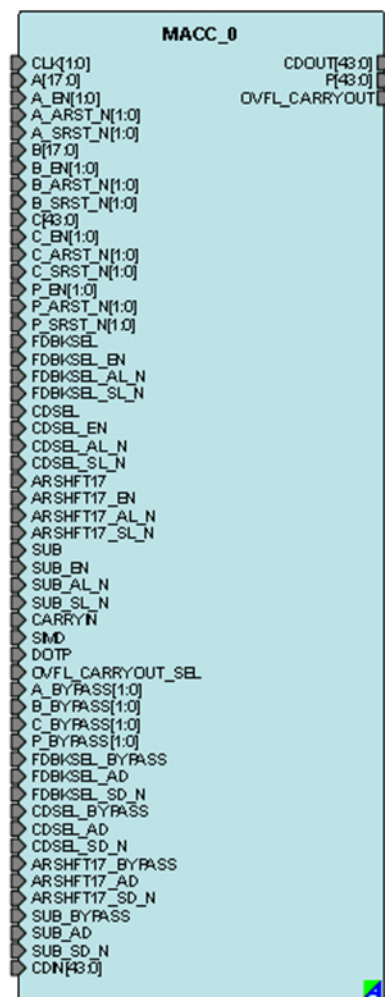 MACC_0
CLK[1:0]
A[17:0]
A_EN[1:0]
A_ARST_N[1:0]
A_SRST_N[1:0]
B[17:0]
B_EN[1:0]
B_ARST_N[1:0]
B_SRST_N[1:0]
C[43:0]
C_EN[1:0]
C_ARST_N[1:0]
C_SRST_N[1:0]
P_EN[1:0]
P_ARST_N[1:0]
P_SRST_N[1:0]
FDBKSEL
FDBKSEL_EN
FDBKSEL_AL_N
FDBKSEL_SL_N
CDSEL
CDSEL_EN
CDSEL_AL_N
CDSEL_SL_N
ARSHFT17
ARSHFT17_EN
ARSHFT17_AL_N
ARSHFT17_SL_N
SUB
SUB_EN
SUB_AL_N
SUB_SL_N
CARRYIN
SIMD
DOTP
OVFL_CARRYOUT_SEL
A_BYPASS[1:0]
B_BYPASS[1:0]
C_BYPASS[1:0]
P_BYPASS[1:0]
FDBKSEL_BYPASS
FDBKSEL_AD
FDBKSEL_SD_N
CDSEL_BYPASS
CDSEL_AD
CDSEL_SD_N
ARSHFT17_BYPASS
ARSHFT17_AD
ARSHFT17_SD_N
SUB_BYPASS
SUB_AD
SUB_SD_N
CDIN[43:0]
CDOUT[43:0]
P[43:0]
OVFL_CARRYOUT